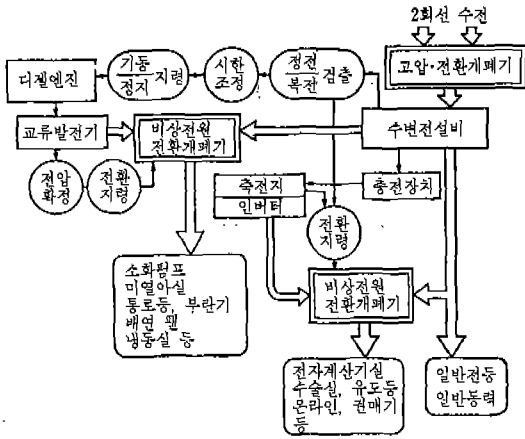 2회선 수전
고압·전환개폐기
정전
복전
검출
시한
조정
기동
정지
지령
디젤엔진
교류발전기
비상전원
전환개폐기
수변전설비
전압
확정
전환
지령
축전지
인버터
충전장치
전환
지령
소화펌프
미열아실
통로등, 부란기
배연 팬
냉동실 등
비상전원
전환개폐기
전자계산기실
수술실, 유도등
온라인, 권매기
등
일반전등
일반동력